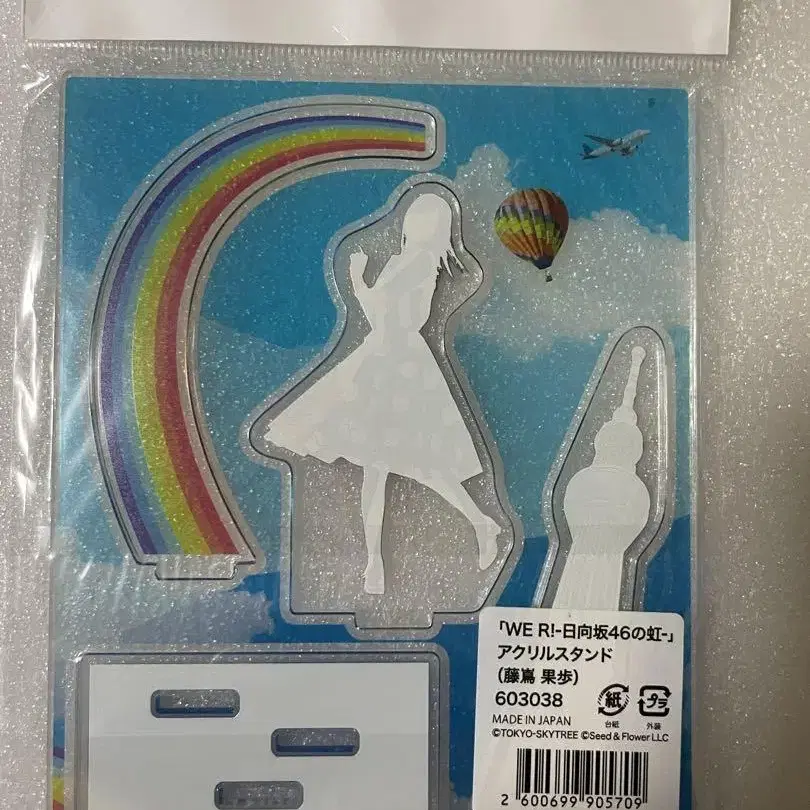 「WE R!-日向坂46の虹-」
アクリルスタンド
(藤嶌 果歩)
603038
紙 プラ
台紙 外装
MADE IN JAPAN
©TOKYO-SKYTREE ©Seed & Flower LLC
2 600699 905709